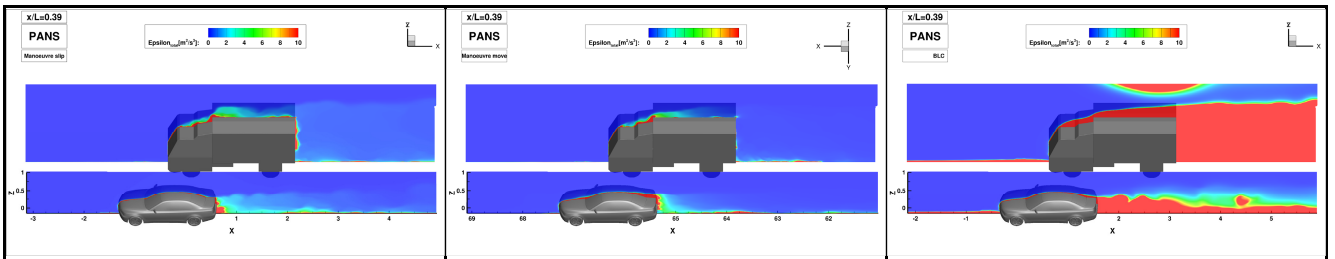 x/L=0.39
PANS
Manoeuvre slip
0 2 4 6 8 10
Epsilon_total[m²/s³]:
Z
X
Z
1
0.5
0
-3 -2 1 2 3 4
X
x/L=0.39
PANS
Manoeuvre move
0 2 4 6 8 10
Epsilon_total[m²/s³]:
Z
X
Y
Z
1
0.5
0
69 68 65 64 63 62
X
x/L=0.39
PANS
BLC
0 2 4 6 8 10
Epsilon_total[m²/s³]:
Z
X
Z
1
0.5
0
-2 -1 2 3 4 5
X